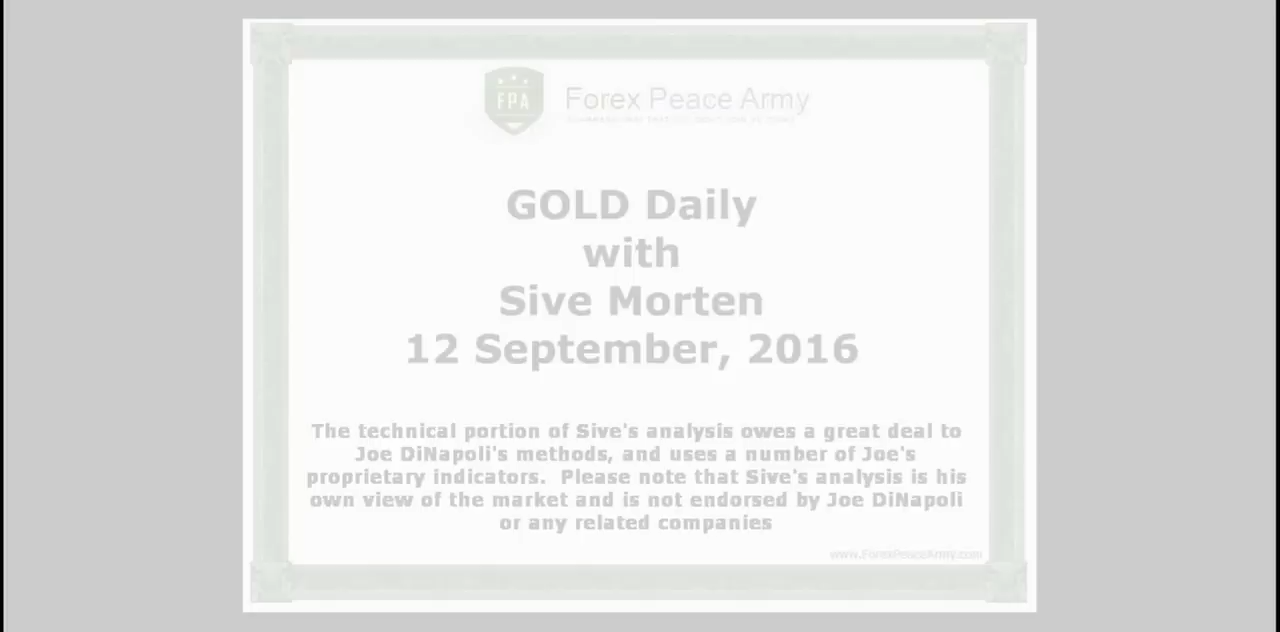 FPA
Forex Peace Army
GOLD Daily
with
Sive Morten
12 September, 2016
The technical portion of Sive's analysis owes a great deal to
Joe DiNapoli's methods, and uses a number of Joe's
proprietary indicators.  Please note that Sive's analysis is his
own view of the market and is not endorsed by Joe DiNapoli
or any related companies
www.ForexPeaceArmy.com